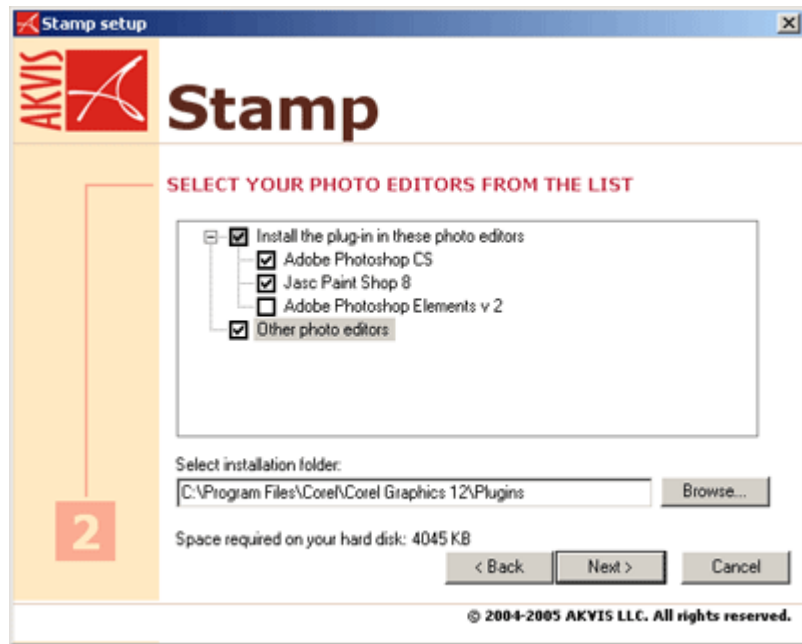 Stamp setup
AKVIS
Stamp
SELECT YOUR PHOTO EDITORS FROM THE LIST
Install the plug-in in these photo editors
Adobe Photoshop CS
Jasc Paint Shop 8
Adobe Photoshop Elements v 2
Other photo editors
Select installation folder:
C:\Program Files\Corel\Corel Graphics 12\Plugins
Browse...
2
Space required on your hard disk: 4045 KB
< Back
Next >
Cancel
© 2004-2005 AKVIS LLC. All rights reserved.